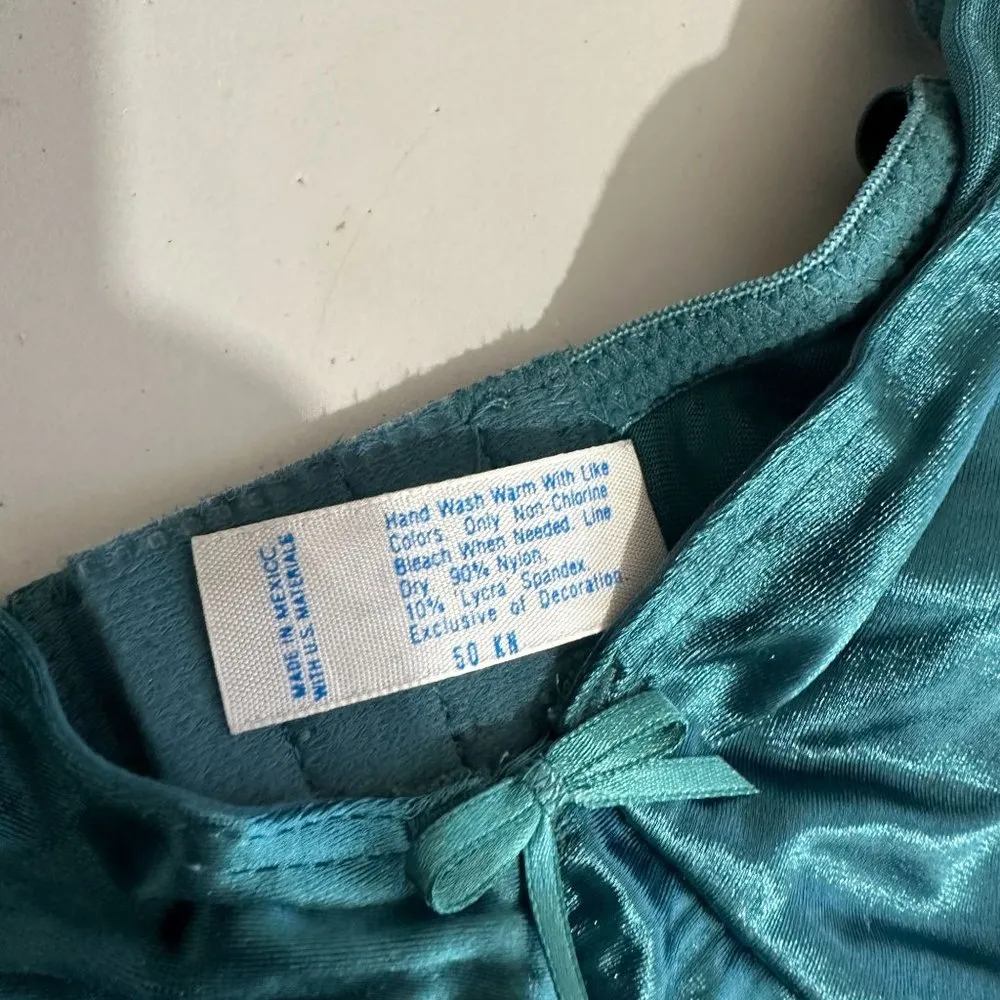 MADE IN MEXICO
WITH U.S. MATERIALS
Hand Wash Warm With Like
Colors. Only Non-Chlorine
Bleach When Needed. Line
Dry. 90% Nylon.
10% Lycra Spandex
Exclusive of Decoration.
50 KN